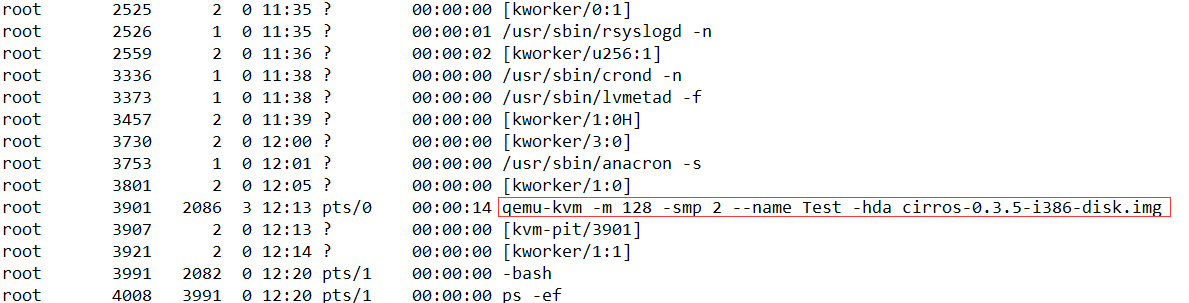 root 2525 2 0 11:35 ? 00:00:00 [kworker/0:1]
root 2526 1 0 11:35 ? 00:00:01 /usr/sbin/rsyslogd -n
root 2559 2 0 11:36 ? 00:00:02 [kworker/u256:1]
root 3336 1 0 11:38 ? 00:00:00 /usr/sbin/crond -n
root 3373 1 0 11:38 ? 00:00:00 /usr/sbin/lvmetad -f
root 3457 2 0 11:39 ? 00:00:00 [kworker/1:0H]
root 3730 2 0 12:00 ? 00:00:00 [kworker/3:0]
root 3753 1 0 12:01 ? 00:00:00 /usr/sbin/anacron -s
root 3801 2 0 12:05 ? 00:00:00 [kworker/1:0]
root 3901 2086 3 12:13 pts/0 00:00:14 qemu-kvm -m 128 -smp 2 --name Test -hda cirros-0.3.5-i386-disk.img
root 3907 2 0 12:13 ? 00:00:00 [kvm-pit/3901]
root 3921 2 0 12:14 ? 00:00:00 [kworker/1:1]
root 3991 2082 0 12:20 pts/1 00:00:00 -bash
root 4008 3991 0 12:20 pts/1 00:00:00 ps -ef